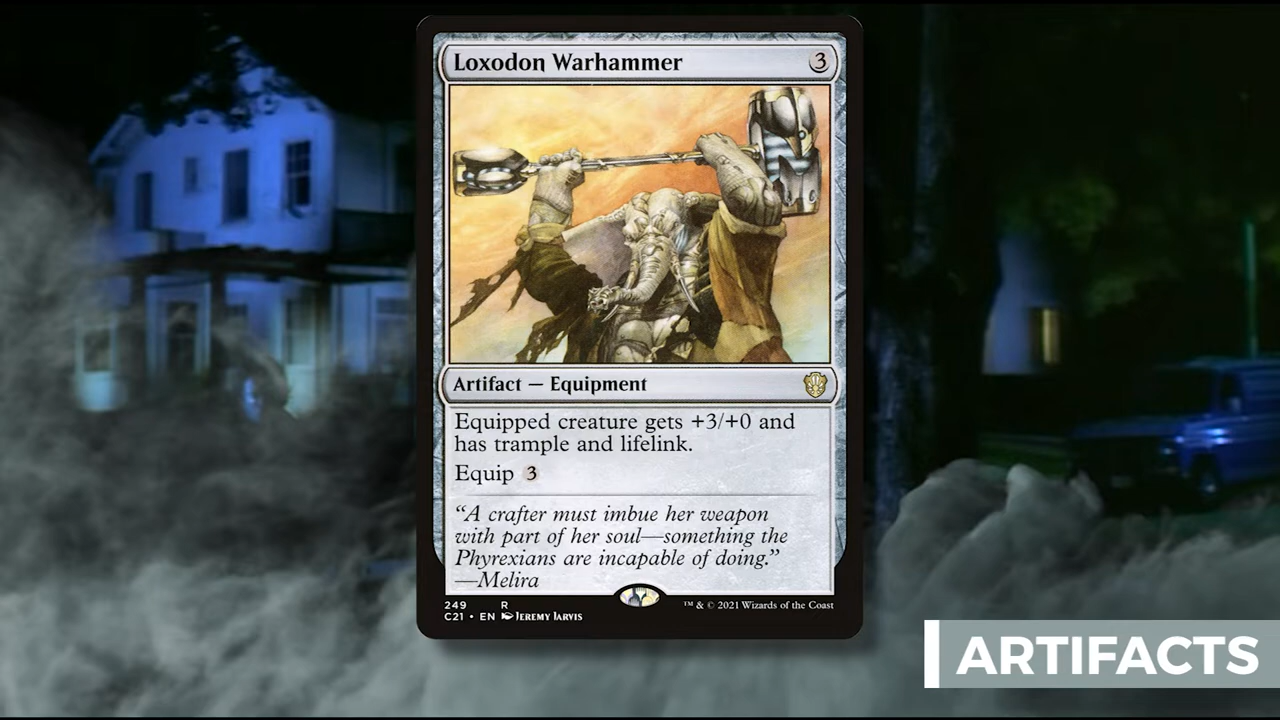 Loxodon Warhammer 3
Artifact — Equipment
Equipped creature gets +3/+0 and
has trample and lifelink.
Equip 3
“A crafter must imbue her weapon
with part of her soul—something the
Phyrexians are incapable of doing.”
—Melira
249 R
C21 • EN JEREMY JARVIS
™ & © 2021 Wizards of the Coast
ARTIFACTS